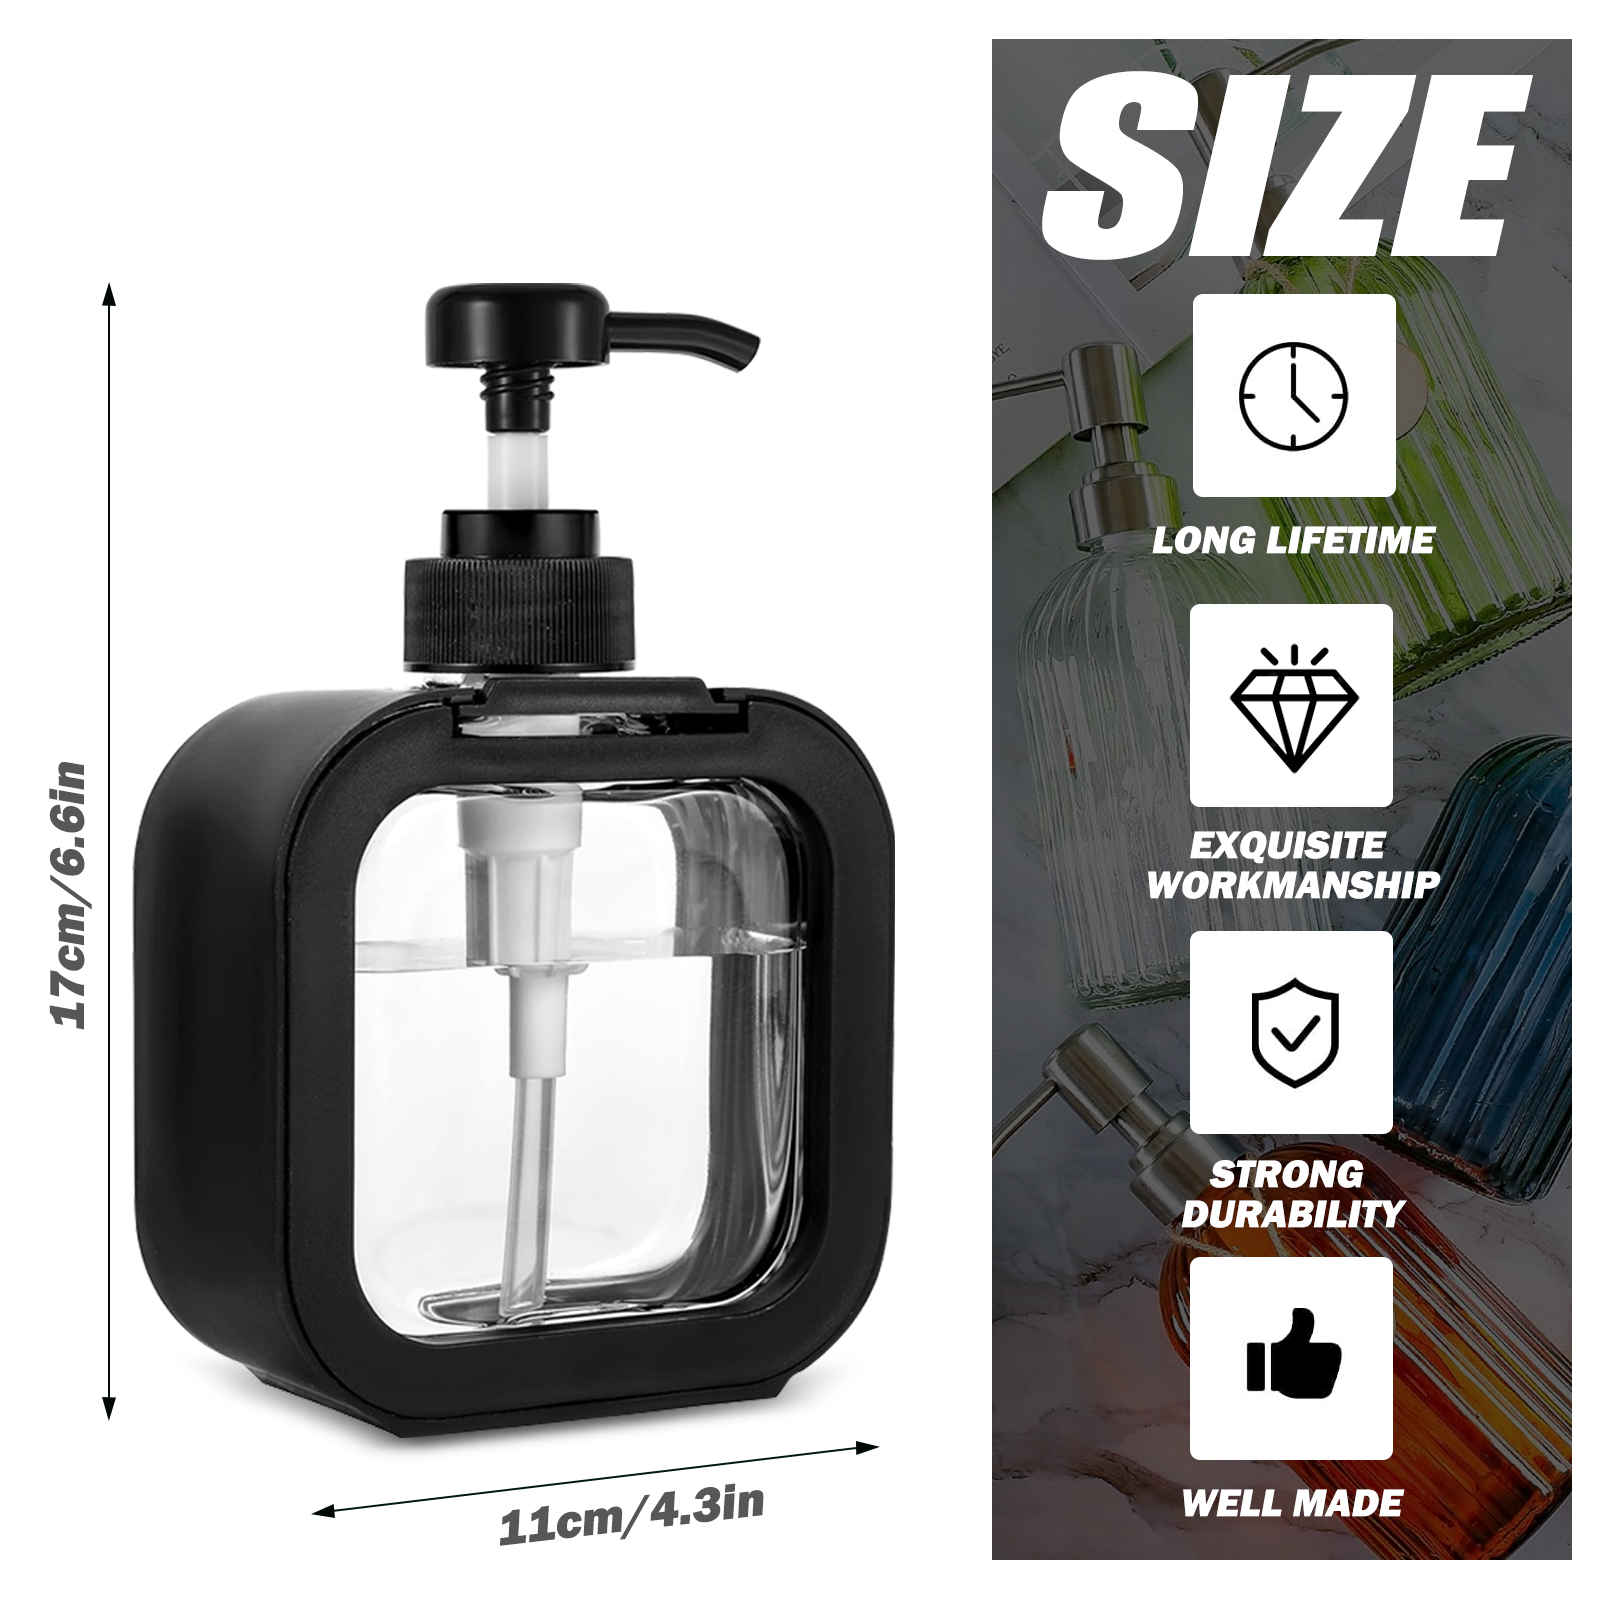 SIZE
LONG LIFETIME
EXQUISITE
WORKMANSHIP
STRONG
DURABILITY
WELL MADE
17cm/6.6in
11cm/4.3in